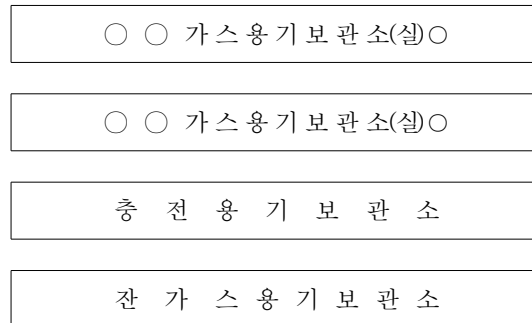 ○ ○ 가 스 용 기 보 관 소(실)○
○ ○ 가 스 용 기 보 관 소(실)○
충 전 용 기 보 관 소
잔 가 스 용 기 보 관 소